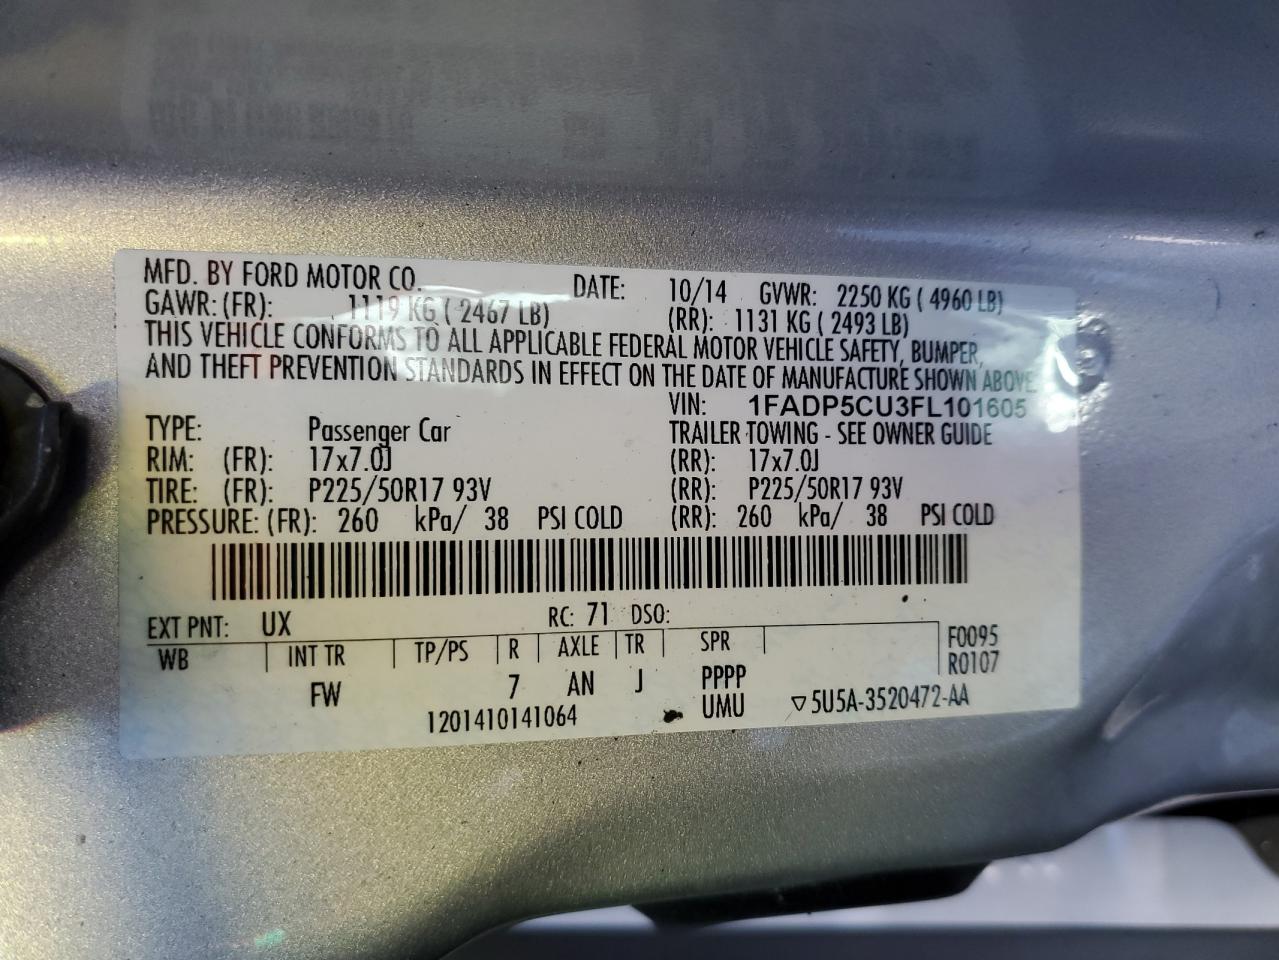 MFD. BY FORD MOTOR CO. DATE: 10/14 GVWR: 2250 KG ( 4960 LB)
GAWR: (FR): 1119 KG ( 2467 LB) (RR): 1131 KG ( 2493 LB)
THIS VEHICLE CONFORMS TO ALL APPLICABLE FEDERAL MOTOR VEHICLE SAFETY, BUMPER,
AND THEFT PREVENTION STANDARDS IN EFFECT ON THE DATE OF MANUFACTURE SHOWN ABOVE.
VIN: 1FADP5CU3FL101605
TYPE: Passenger Car TRAILER TOWING - SEE OWNER GUIDE
RIM: (FR): 17x7.0J (RR): 17x7.0J
TIRE: (FR): P225/50R17 93V (RR): P225/50R17 93V
PRESSURE: (FR): 260 kPa/ 38 PSI COLD (RR): 260 kPa/ 38 PSI COLD
EXT PNT: UX RC: 71 DSO:
WB INT TR TP/PS R AXLE TR SPR F0095
R0107
FW 7 AN J PPPP
1201410141064 UMU ▽5U5A-3520472-AA